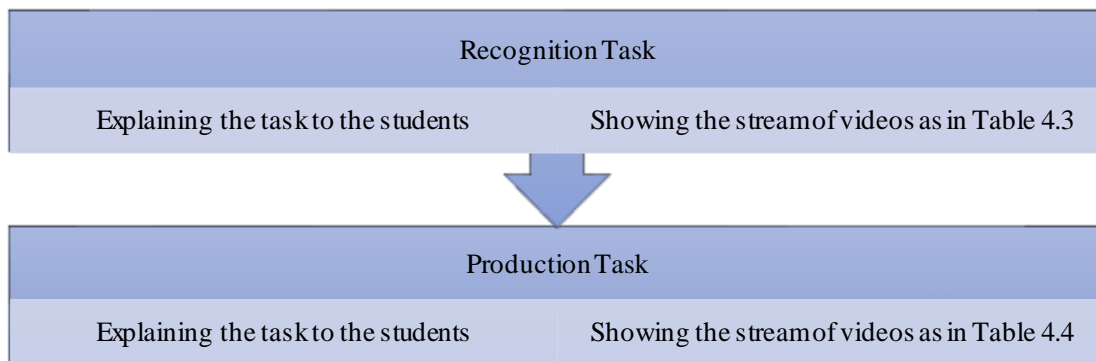 Recognition Task
Explaining the task to the students
Showing the stream of videos as in Table 4.3
Production Task
Explaining the task to the students
Showing the stream of videos as in Table 4.4